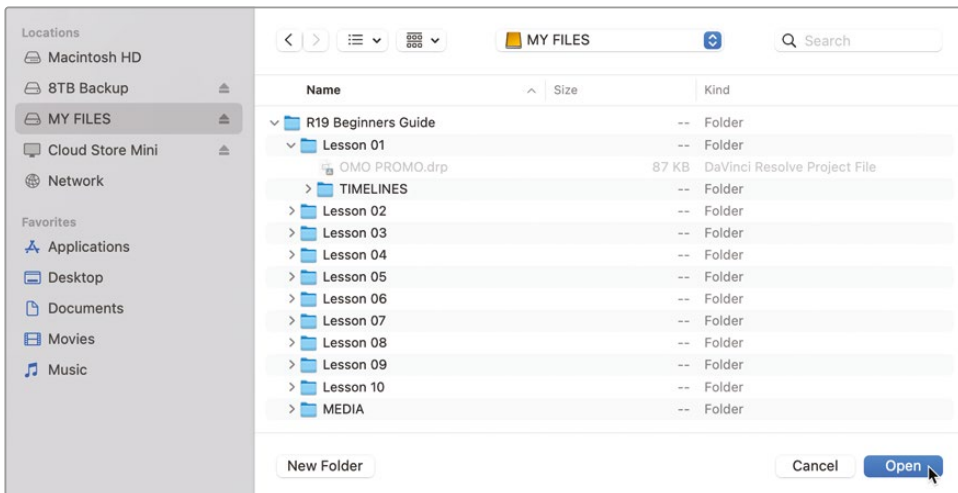 Locations
Macintosh HD
8TB Backup
MY FILES
Cloud Store Mini
Network
Favorites
Applications
Desktop
Documents
Movies
Music
MY FILES
Search
Name Size Kind
R19 Beginners Guide -- Folder
Lesson 01 -- Folder
OMO PROMO.drp 87 KB DaVinci Resolve Project File
TIMELINES -- Folder
Lesson 02 -- Folder
Lesson 03 -- Folder
Lesson 04 -- Folder
Lesson 05 -- Folder
Lesson 06 -- Folder
Lesson 07 -- Folder
Lesson 08 -- Folder
Lesson 09 -- Folder
Lesson 10 -- Folder
MEDIA -- Folder
New Folder Cancel Open